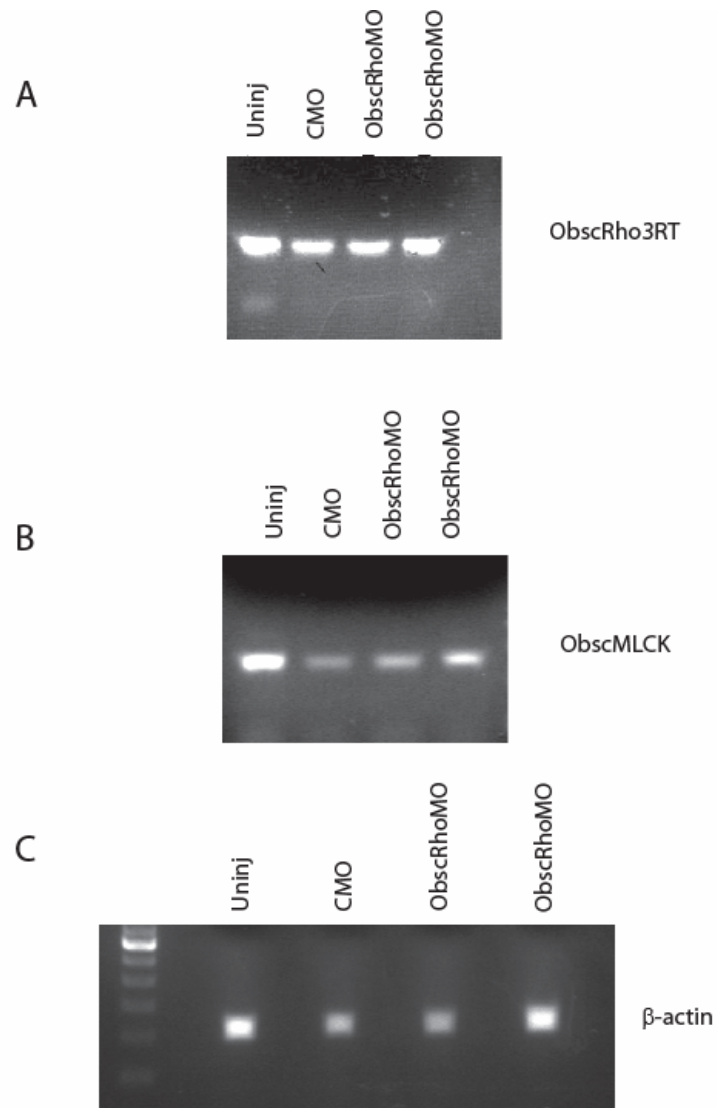 A
Uninj
CMO
ObscRhoMO
ObscRhoMO
ObscRho3RT
B
Uninj
CMO
ObscRhoMO
ObscRhoMO
ObscMLCK
C
Uninj
CMO
ObscRhoMO
ObscRhoMO
β-actin